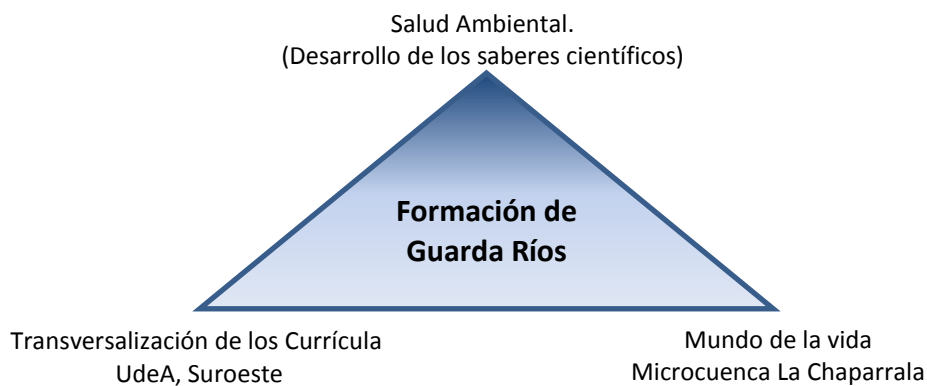 Salud Ambiental.
(Desarrollo de los saberes científicos)
Formación de
Guarda Ríos
Transversalización de los Currícula
UdeA, Suroeste
Mundo de la vida
Microcuenca La Chaparrala